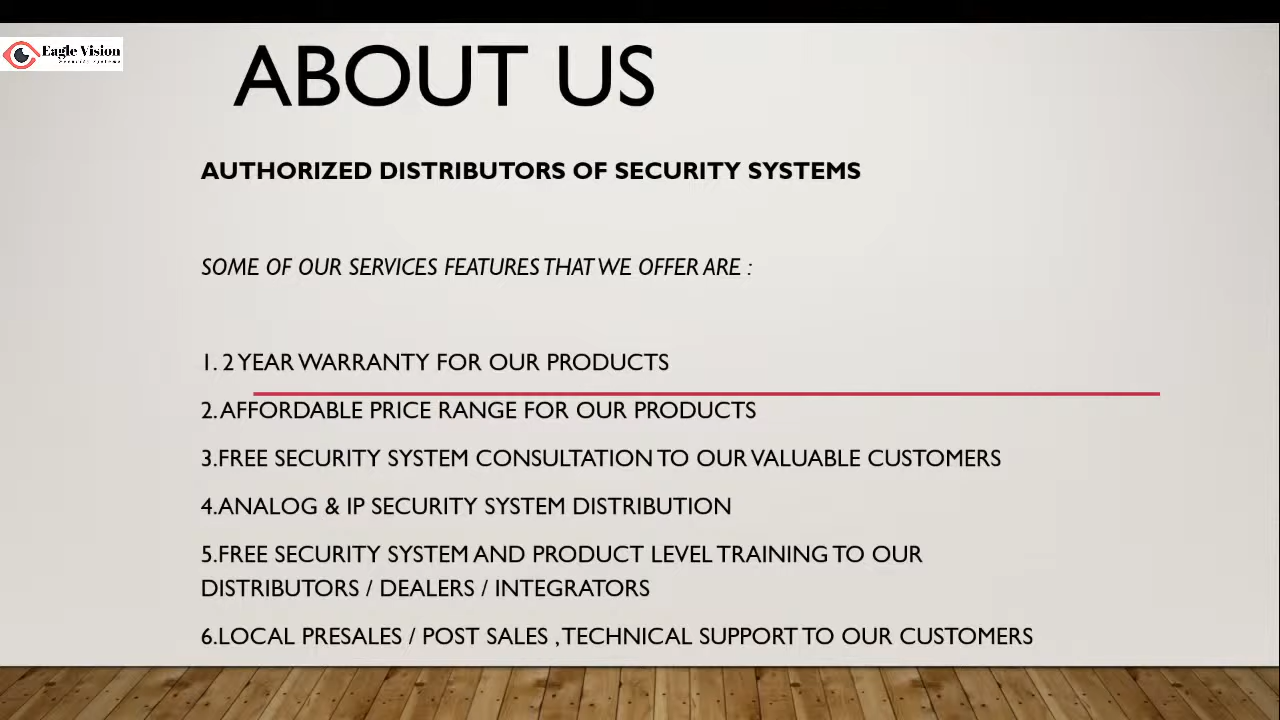 Eagle Vision
ABOUT US
AUTHORIZED DISTRIBUTORS OF SECURITY SYSTEMS
SOME OF OUR SERVICES FEATURES THAT WE OFFER ARE :
1. 2 YEAR WARRANTY FOR OUR PRODUCTS
2. AFFORDABLE PRICE RANGE FOR OUR PRODUCTS
3.FREE SECURITY SYSTEM CONSULTATION TO OUR VALUABLE CUSTOMERS
4.ANALOG & IP SECURITY SYSTEM DISTRIBUTION
5.FREE SECURITY SYSTEM AND PRODUCT LEVEL TRAINING TO OUR
DISTRIBUTORS / DEALERS / INTEGRATORS
6.LOCAL PRESALES / POST SALES , TECHNICAL SUPPORT TO OUR CUSTOMERS